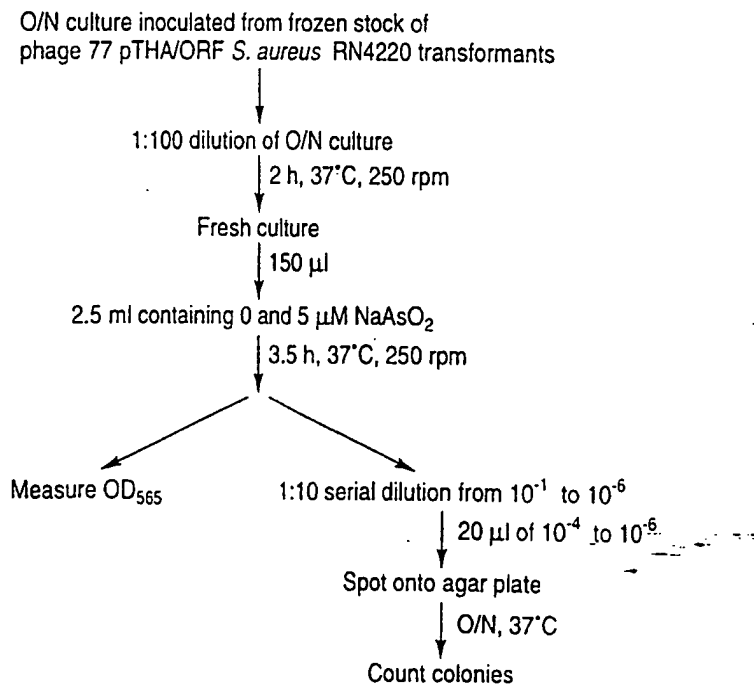 O/N culture inoculated from frozen stock of
phage 77 pTHA/ORF S. aureus RN4220 transformants
1:100 dilution of O/N culture
2 h, 37°C, 250 rpm
Fresh culture
150 µl
2.5 ml containing 0 and 5 µM NaAsO₂
3.5 h, 37°C, 250 rpm
Measure OD₅₆₅
1:10 serial dilution from 10⁻¹ to 10⁻⁶
20 µl of 10⁻⁴ to 10⁻⁶
Spot onto agar plate
O/N, 37°C
Count colonies